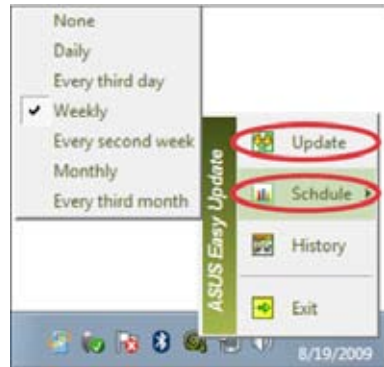 None
Daily
Every third day
Weekly
Every second week
Monthly
Every third month
ASUS Easy Update
Update
Schdule
History
Exit
8/19/2009